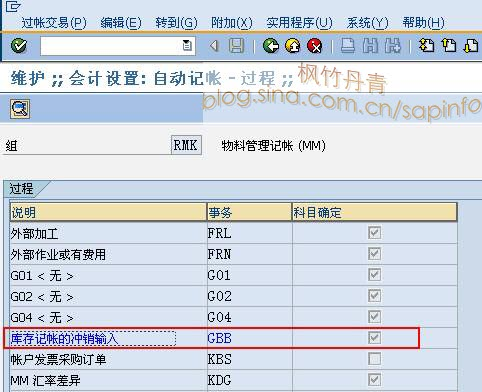 过帐交易(P) 编辑(E) 转到(G) 附加(X) 实用程序(U) 系统(Y) 帮助(H)
维护 ;; 会计设置: 自动记帐 - 过程 ;;
枫竹丹青
blog.sina.com.cn/sapinfo
组 RMK 物料管理记帐 (MM)
过程
说明 事务 科目确定
外部加工 FRL
外部作业或有费用 FRN
G01 < 无 > G01
G02 < 无 > G02
G04 < 无 > G04
库存记帐的冲销输入 GBB
帐户发票采购订单 KBS
MM 汇率差异 KDG